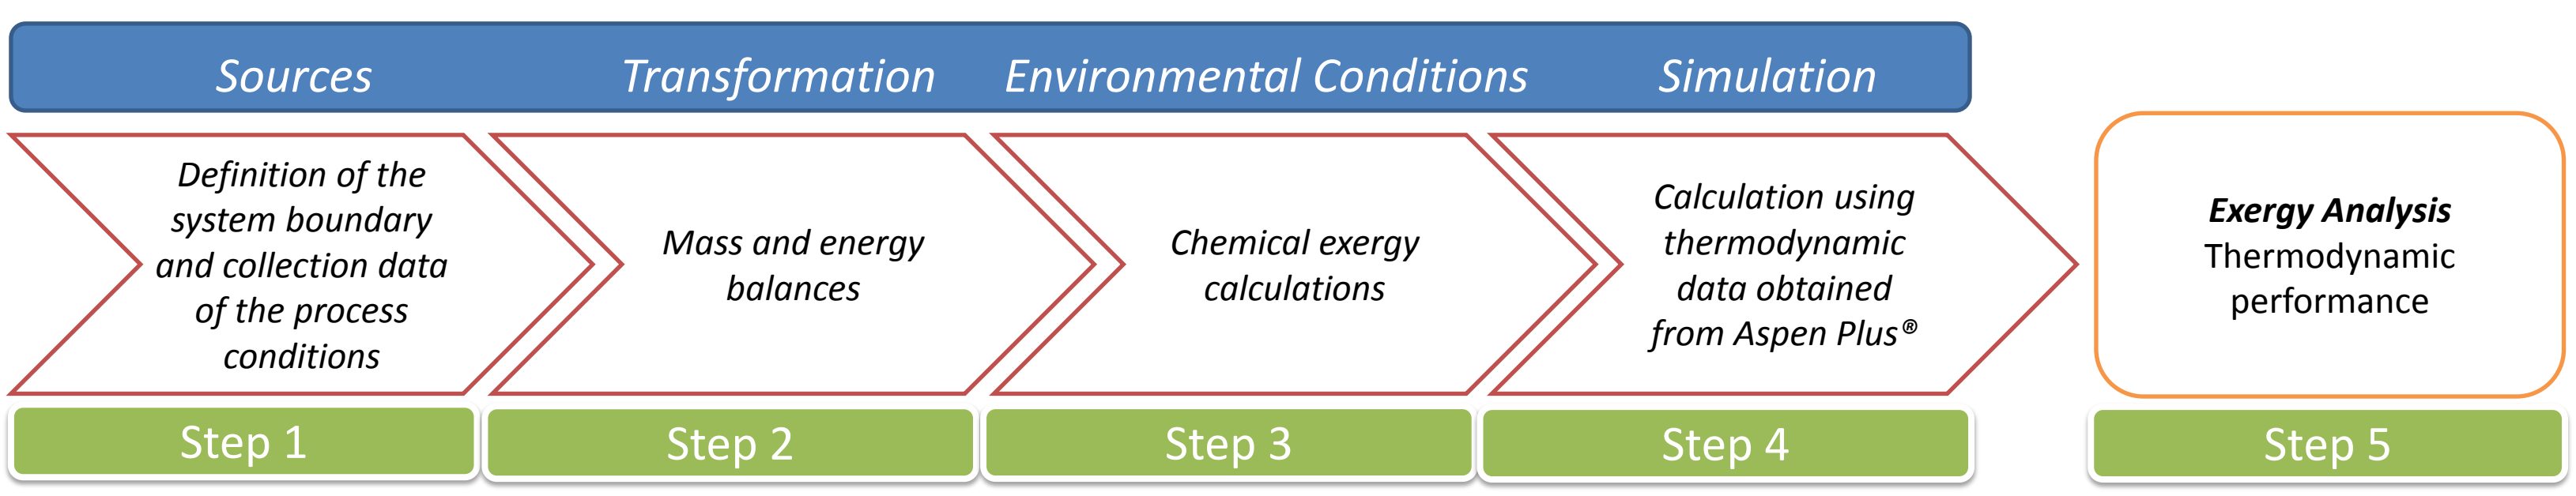 Sources
Transformation
Environmental Conditions
Simulation
Definition of the
system boundary
and collection data
of the process
conditions
Mass and energy
balances
Chemical exergy
calculations
Calculation using
thermodynamic
data obtained
from Aspen Plus®
Exergy Analysis
Thermodynamic
performance
Step 1
Step 2
Step 3
Step 4
Step 5